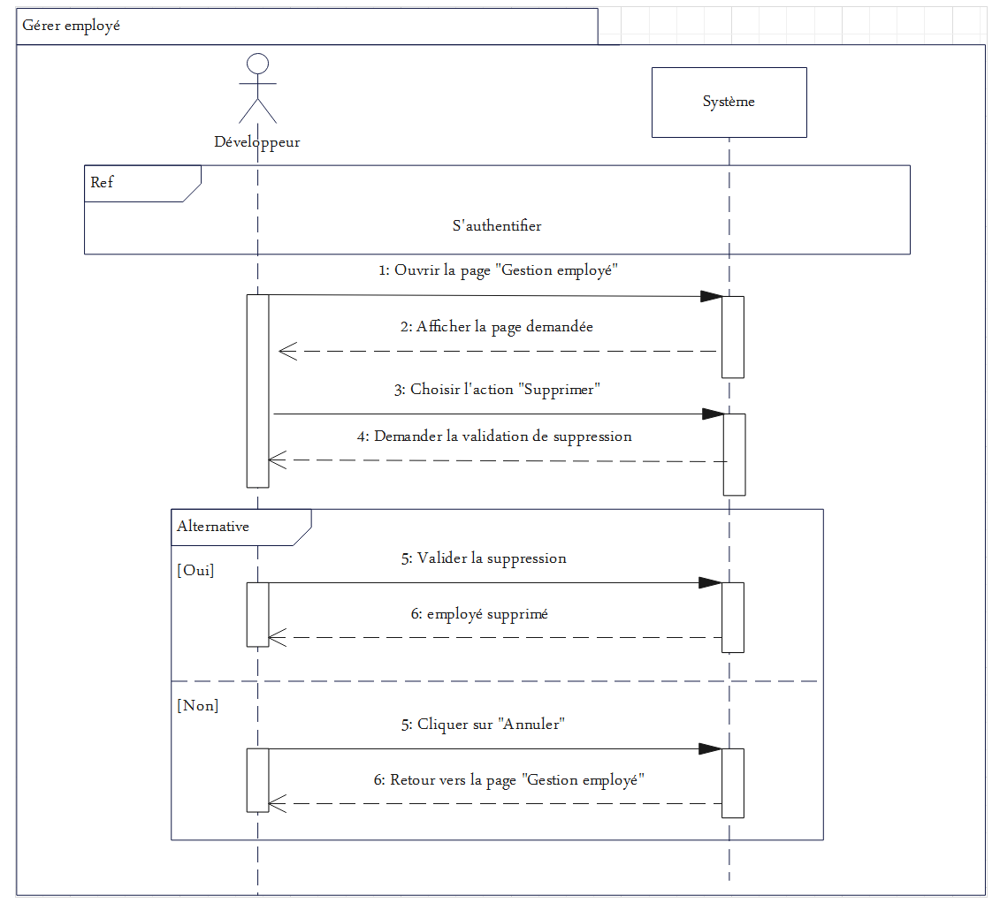 Gérer employé
Développeur
Système
Ref
S'authentifier
1: Ouvrir la page "Gestion employé"
2: Afficher la page demandée
3: Choisir l'action "Supprimer"
4: Demander la validation de suppression
Alternative
[Oui]
5: Valider la suppression
6: employé supprimé
[Non]
5: Cliquer sur "Annuler"
6: Retour vers la page "Gestion employé"